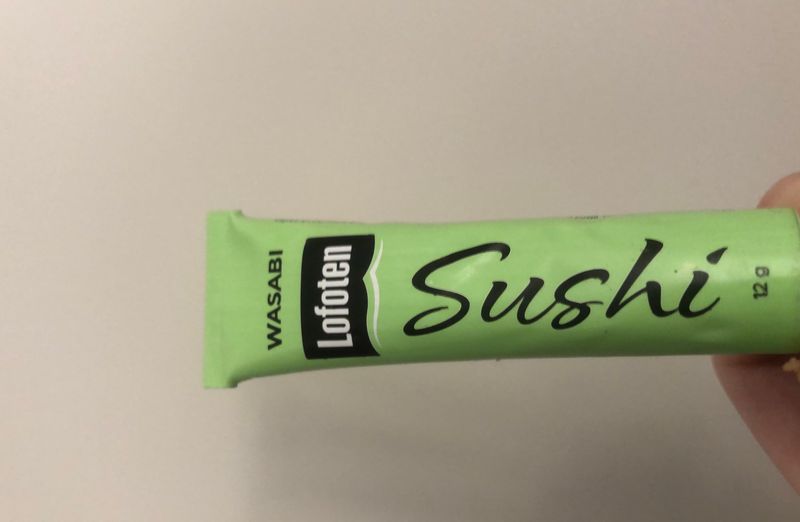 WASABI
Lofoten
Sushi
12 g